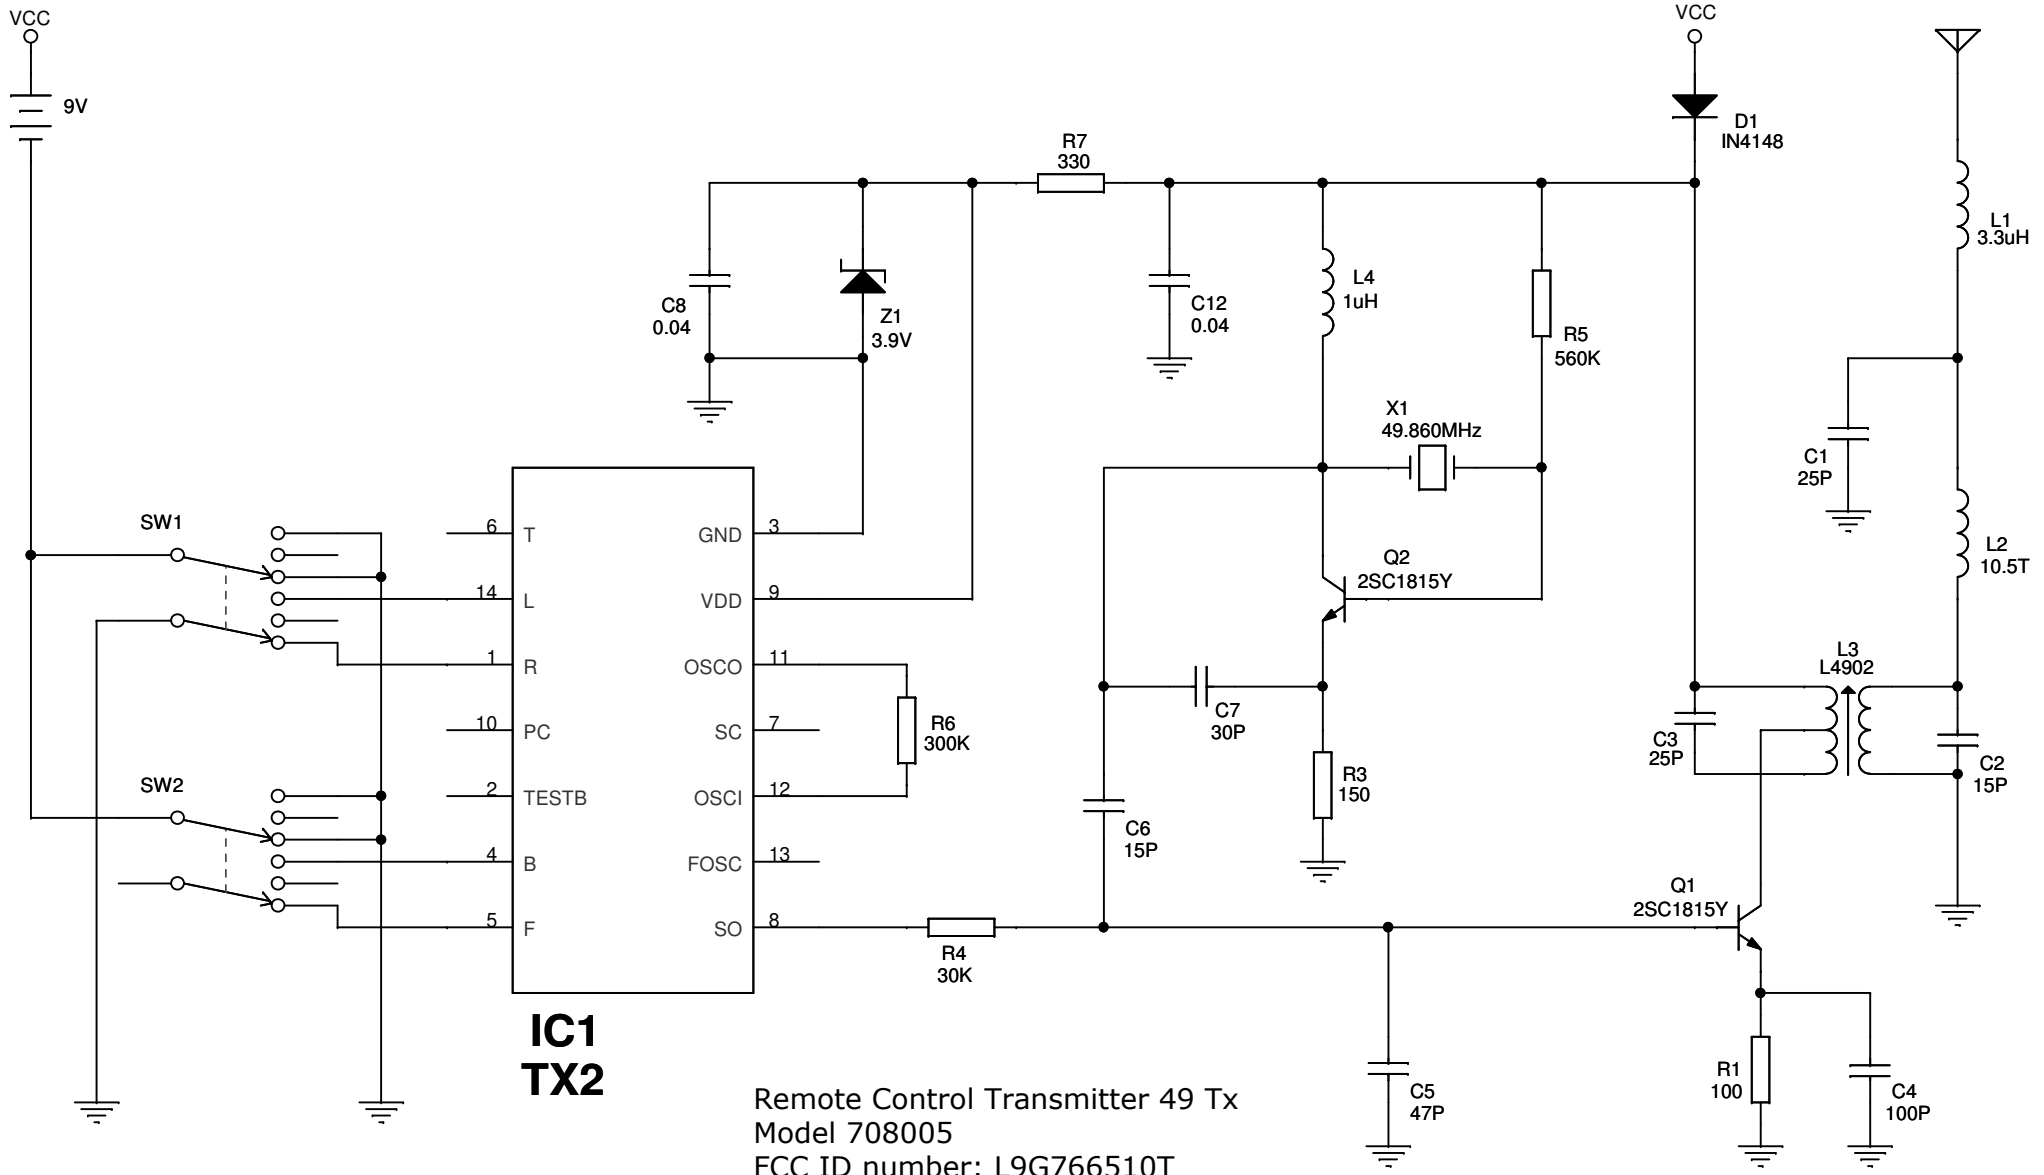 VCC
9V
VCC
D1
IN4148
R7
330
L1
3.3uH
C8
0.04
Z1
3.9V
C12
0.04
L4
1uH
R5
560K
X1
49.860MHz
C1
25P
L2
10.5T
SW1
6 T
GND 3
14 L
VDD 9
1 R
OSCO 11
10 PC
SC 7
2 TESTB
OSCI 12
4 B
FOSC 13
5 F
SO 8
R6
300K
Q2
2SC1815Y
L3
L4902
C7
30P
C3
25P
C2
15P
SW2
R3
150
C6
15P
Q1
2SC1815Y
R4
30K
IC1
TX2
R1
100
C4
100P
C5
47P
Remote Control Transmitter 49 Tx
Model 708005
FCC ID number: L9G766510T